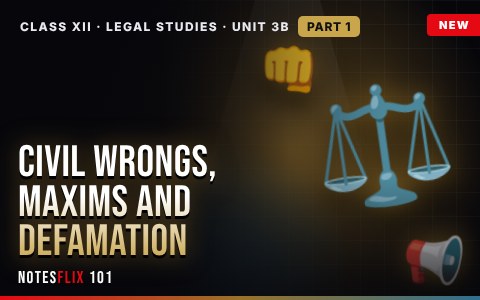 CLASS XII · LEGAL STUDIES · UNIT 3B PART 1
NEW
CIVIL WRONGS,
MAXIMS AND
DEFAMATION
NOTESFLIX 101